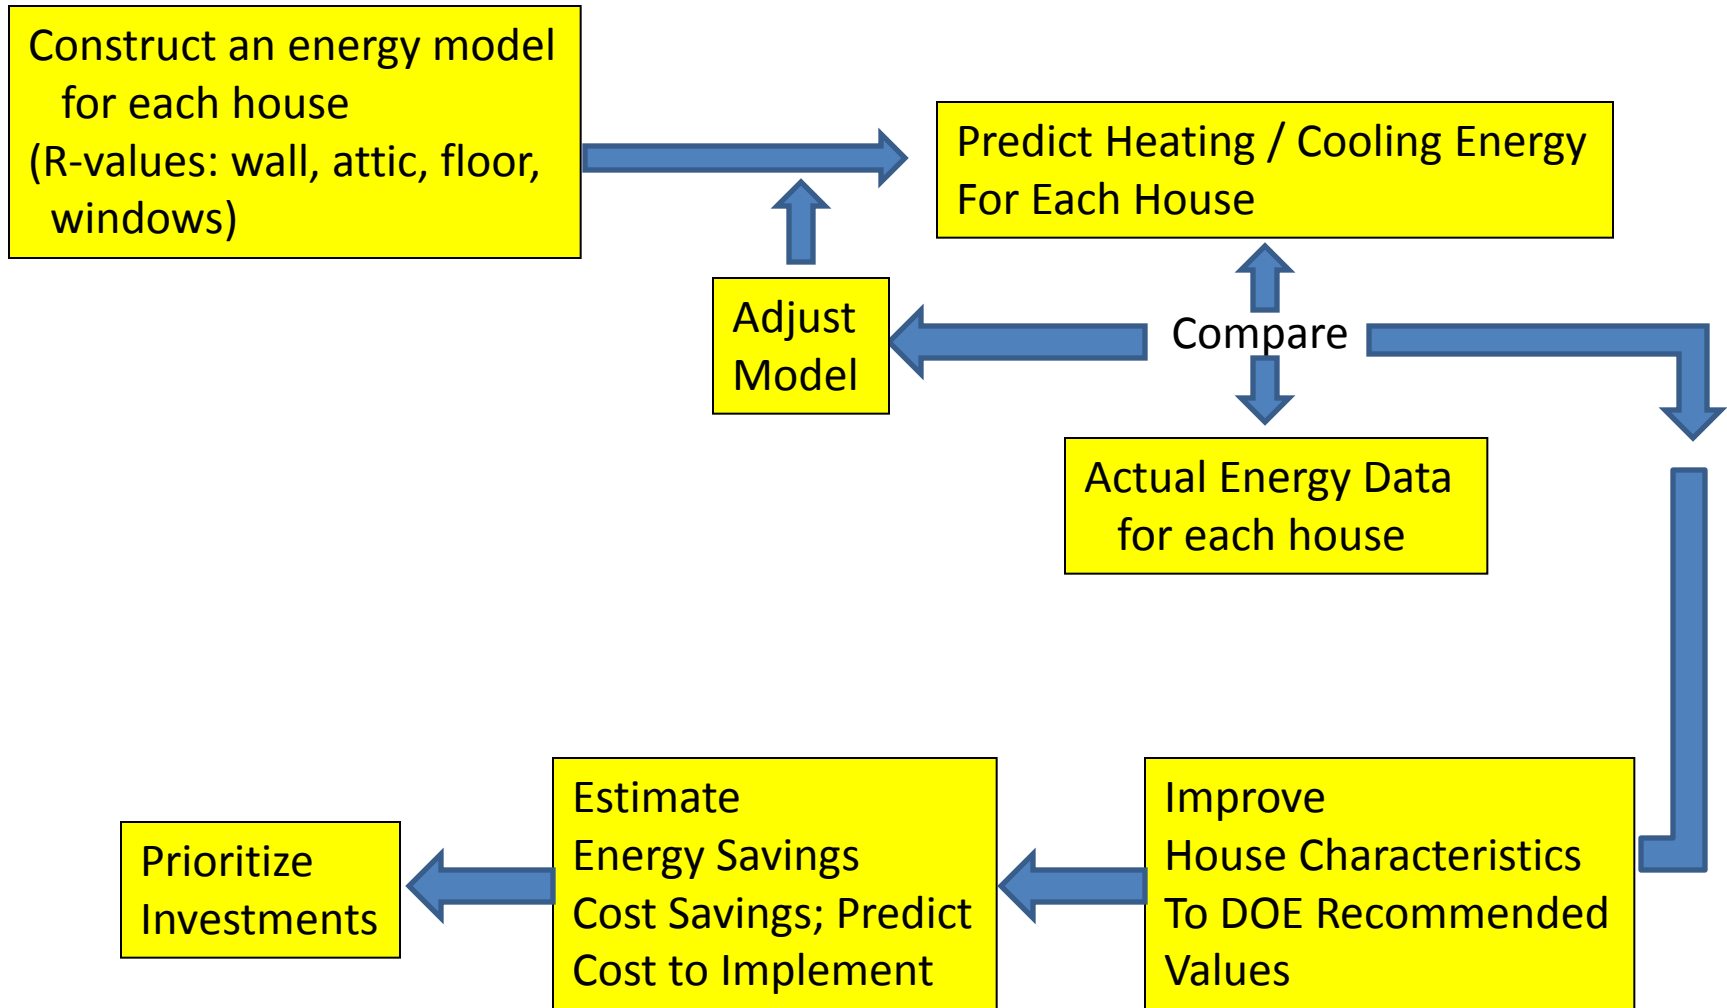 Construct an energy model
for each house
(R-values: wall, attic, floor,
windows)
Predict Heating / Cooling Energy
For Each House
Adjust
Model
Compare
Actual Energy Data
for each house
Prioritize
Investments
Estimate
Energy Savings
Cost Savings; Predict
Cost to Implement
Improve
House Characteristics
To DOE Recommended
Values